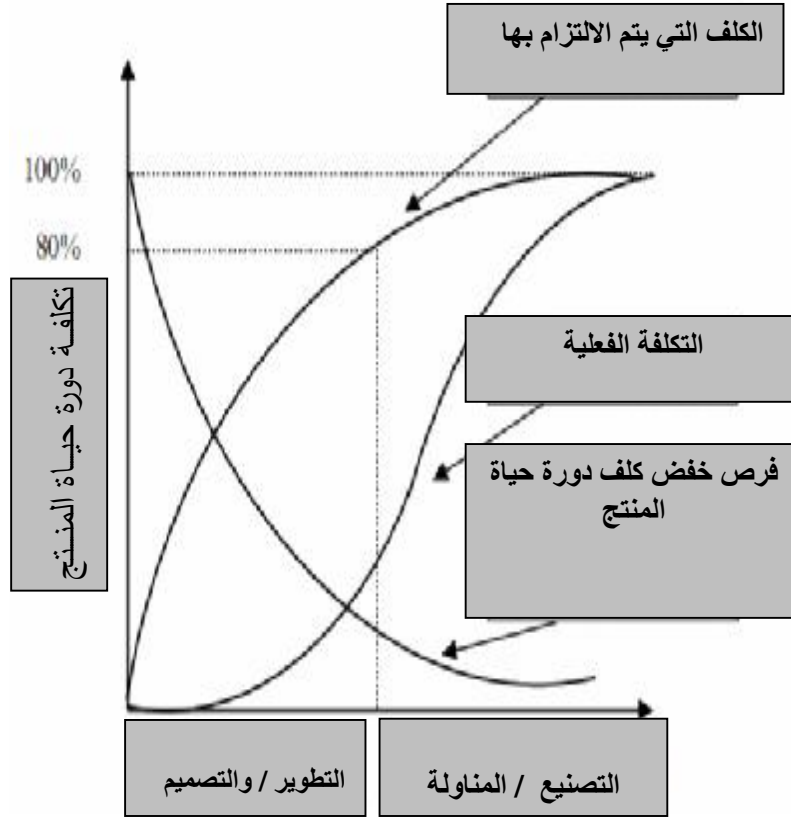 الكلف التي يتم الالتزام بها
100%
80%
تكلفة دورة حياة المنتج
التكلفة الفعلية
فرص خفض كلف دورة حياة
المنتج
التطوير / والتصميم
التصنيع / المناولة